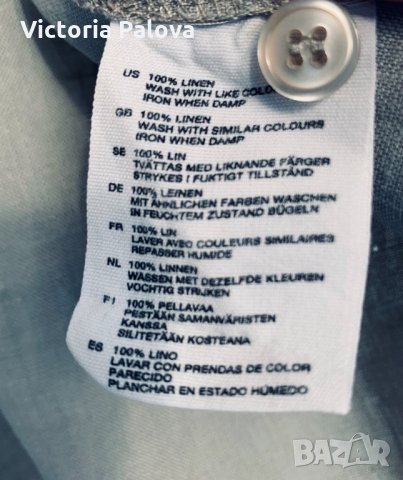 Victoria Palova
US 100% LINEN
WASH WITH LIKE
IRON WHEN DAMP
GB 100% LINEN
WASH WITH SIMILAR COLOURS
IRON WHEN DAMP
SE 100% LIN
TVÄTTAS MED LIKNANDE FÄRGER
STRYKES I FUKTIGT TILLSTÅND
DE 100% LEINEN
MIT ÄHNLICHEN FARBEN WASCHEN
IN FEUCHTEM ZUSTAND BÜGELN
FR 100% LIN
LAVER AVEC COULEURS SIMILAIRES
REPASSER HUMIDE
NL 100% LINNEN
WASSEN MET DEZELFDE KLEUREN
VOCHTIG STRIJKEN
FI 100% PELLAVAA
PESTÄÄN SAMANVÄRISTEN
KANSSA
SILITETÄÄN KOSTEANA
ES 100% LINO
LAVAR CON PRENDAS DE COLOR
PARECIDO
PLANCHAR EN ESTADO HÚMEDO
BAZAR